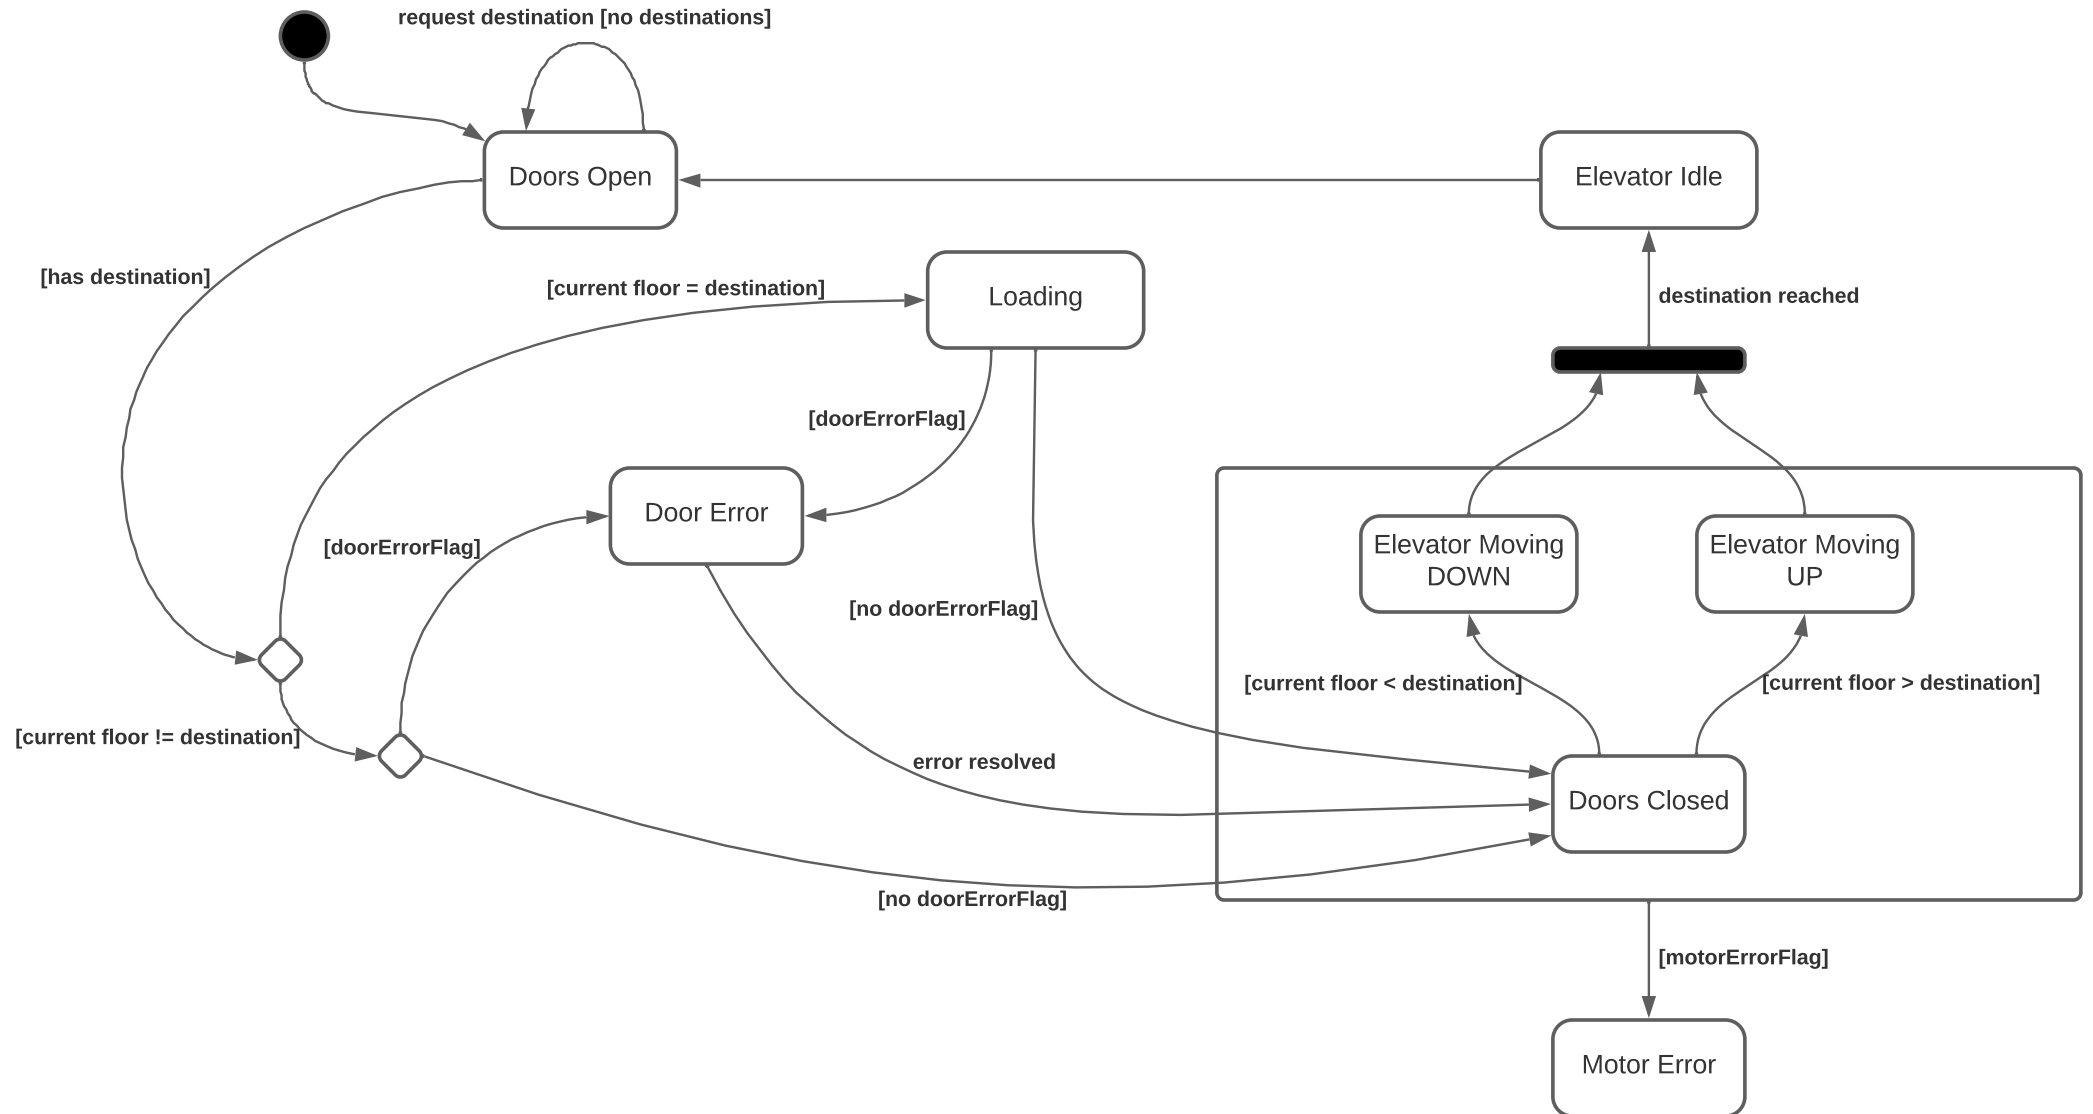 request destination [no destinations]
Doors Open
Elevator Idle
[has destination]
[current floor = destination]
Loading
destination reached
[doorErrorFlag]
Door Error
[doorErrorFlag]
Elevator Moving
DOWN
Elevator Moving
UP
[no doorErrorFlag]
[current floor < destination]
[current floor > destination]
[current floor != destination]
error resolved
Doors Closed
[no doorErrorFlag]
[motorErrorFlag]
Motor Error